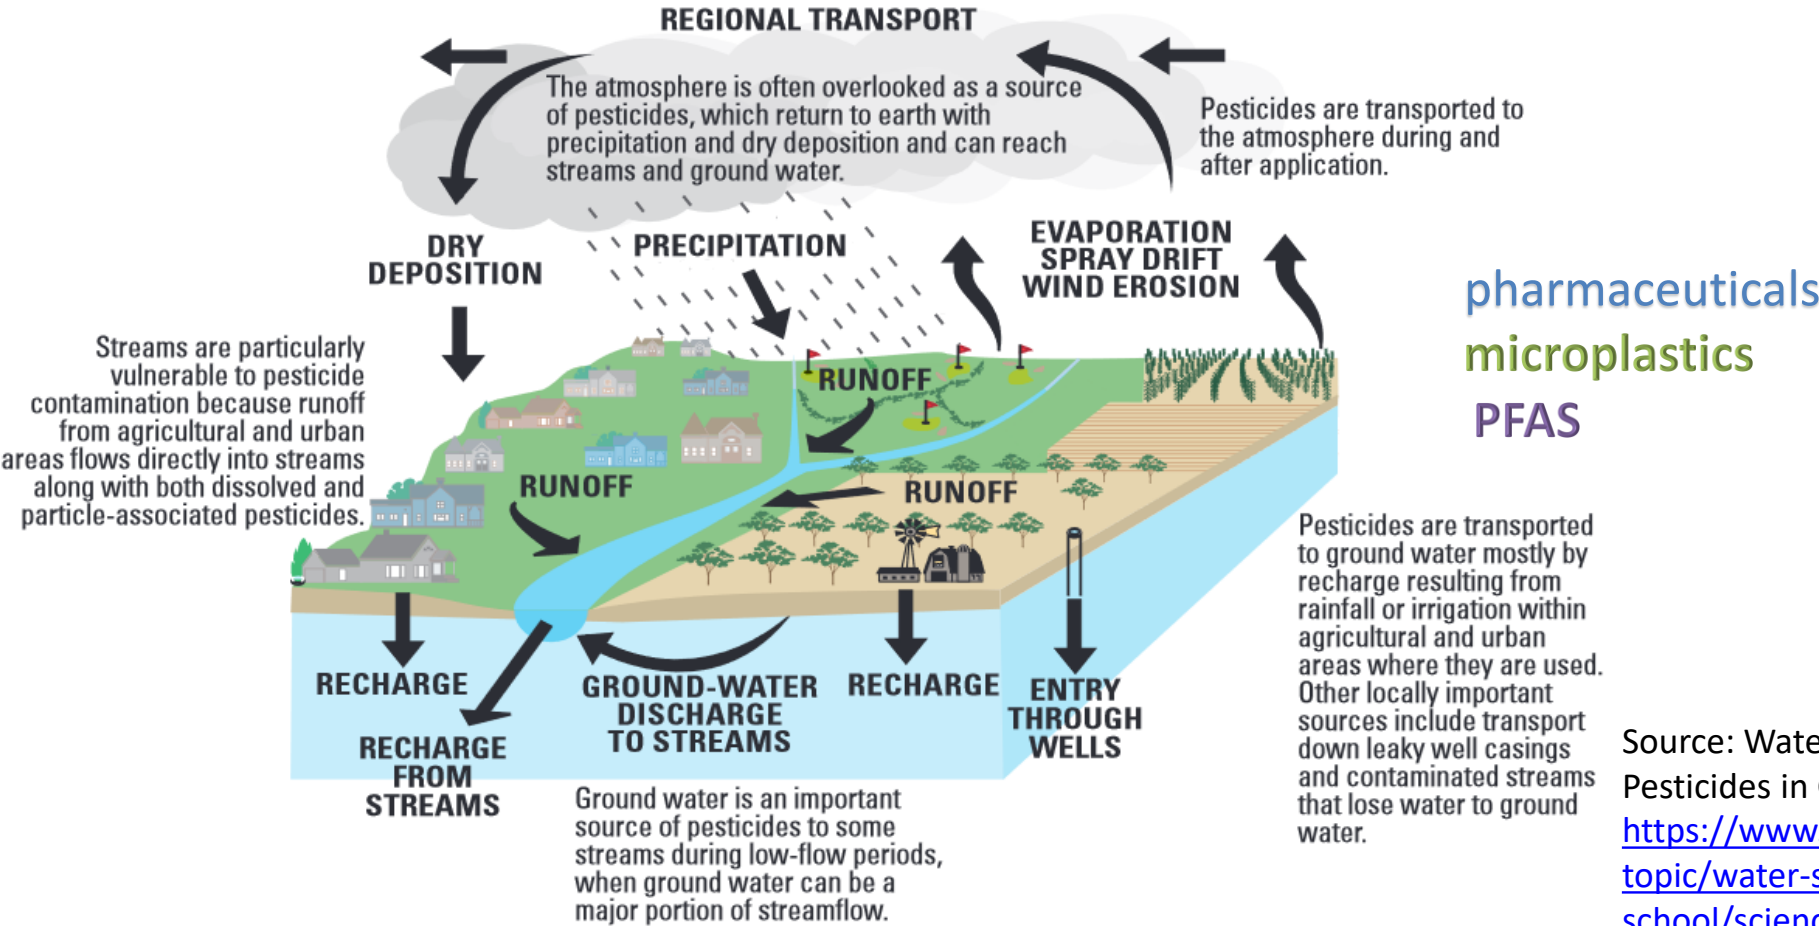 REGIONAL TRANSPORT
The atmosphere is often overlooked as a source
of pesticides, which return to earth with
precipitation and dry deposition and can reach
streams and ground water.
Pesticides are transported to
the atmosphere during and
after application.
DRY
DEPOSITION
PRECIPITATION
EVAPORATION
SPRAY DRIFT
WIND EROSION
pharmaceuticals
microplastics
PFAS
Streams are particularly
vulnerable to pesticide
contamination because runoff
from agricultural and urban
areas flows directly into streams
along with both dissolved and
particle-associated pesticides.
RUNOFF
RUNOFF
RUNOFF
Pesticides are transported
to ground water mostly by
recharge resulting from
rainfall or irrigation within
agricultural and urban
areas where they are used.
Other locally important
sources include transport
down leaky well casings
and contaminated streams
that lose water to ground
water.
RECHARGE
RECHARGE
FROM
STREAMS
GROUND-WATER
DISCHARGE
TO STREAMS
RECHARGE
ENTRY
THROUGH
WELLS
Ground water is an important
source of pesticides to some
streams during low-flow periods,
when ground water can be a
major portion of streamflow.
Source: Wate
Pesticides in
https://www
topic/water-s
school/scienc